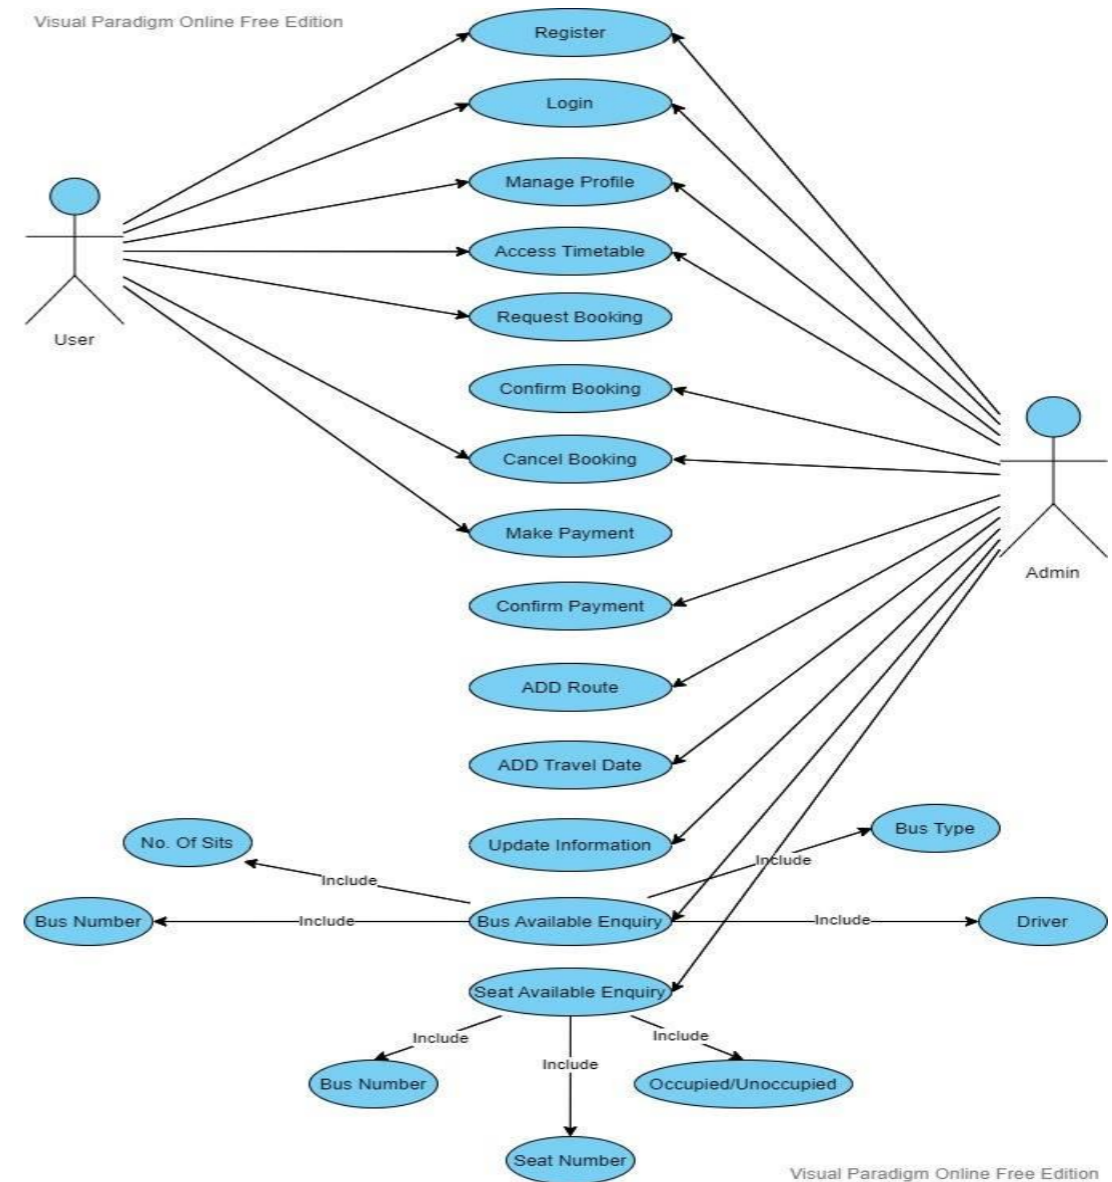 Visual Paradigm Online Free Edition
Register
Login
Manage Profile
Access Timetable
Request Booking
User
Confirm Booking
Cancel Booking
Make Payment
Admin
Confirm Payment
ADD Route
ADD Travel Date
Bus Type
No. Of Sits
Update Information
Include
Include
Bus Number
Include
Bus Available Enquiry
Include
Driver
Seat Available Enquiry
Include
Include
Include
Bus Number
Occupied/Unoccupied
Seat Number
Visual Paradigm Online Free Edition